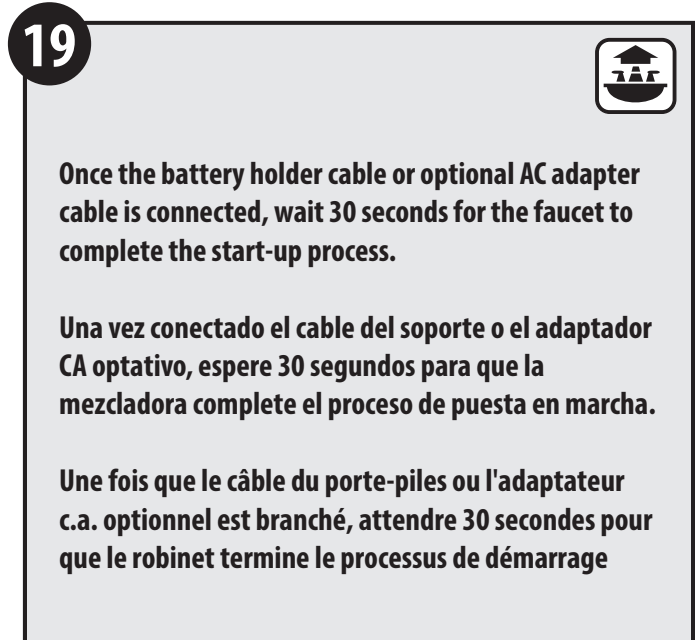 19
Once the battery holder cable or optional AC adapter
cable is connected, wait 30 seconds for the faucet to
complete the start-up process.
Una vez conectado el cable del soporte o el adaptador
CA optativo, espere 30 segundos para que la
mezcladora complete el proceso de puesta en marcha.
Une fois que le câble du porte-piles ou l'adaptateur
c.a. optionnel est branché, attendre 30 secondes pour
que le robinet termine le processus de démarrage